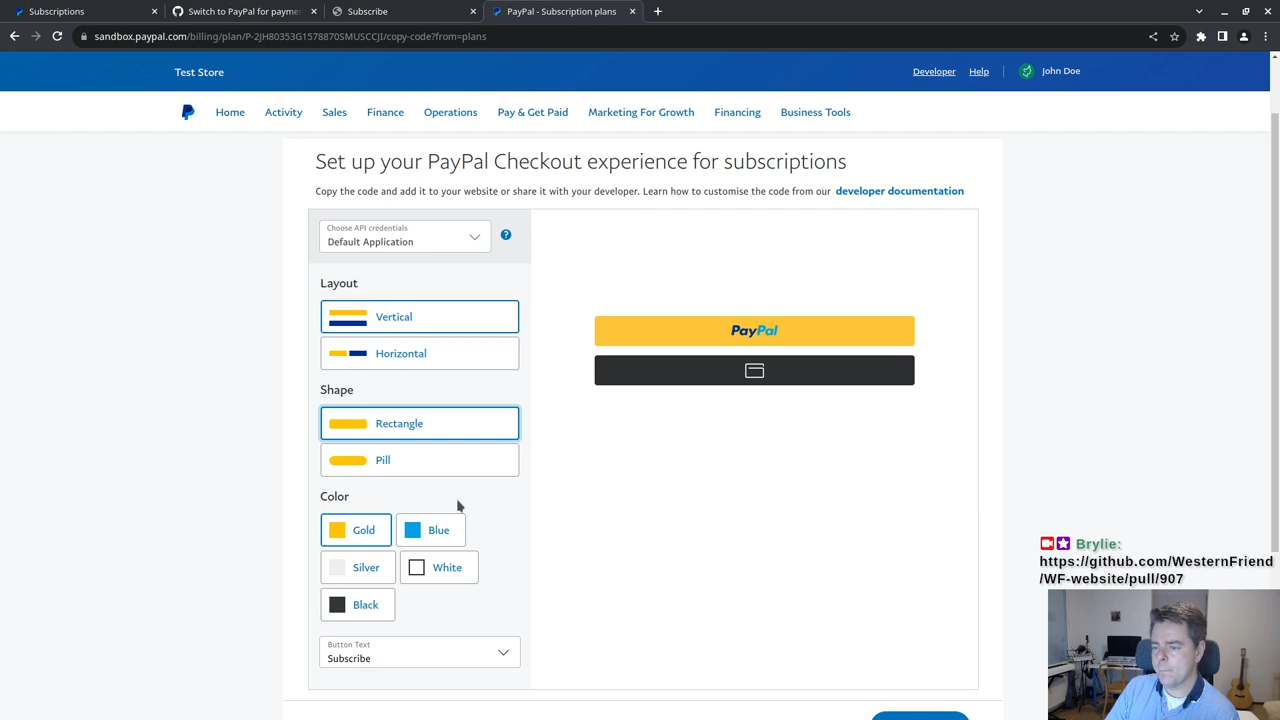 Subscriptions
Switch to PayPal for paymer
Subscribe
PayPal - Subscription plans
sandbox.paypal.com/billing/plan/P-2JH80353G1578870SMUSCCJI/copy-code?from=plans
Test Store
Developer
Help
John Doe
Home
Activity
Sales
Finance
Operations
Pay & Get Paid
Marketing For Growth
Financing
Business Tools
Set up your PayPal Checkout experience for subscriptions
Copy the code and add it to your website or share it with your developer. Learn how to customise the code from our developer documentation
Choose API credentials
Default Application
?
Layout
Vertical
Horizontal
Shape
Rectangle
Pill
Color
Gold
Blue
Silver
White
Black
Button Text
Subscribe
PayPal
Brylie:
https://github.com/WesternFriend
/WF-website/pull/907